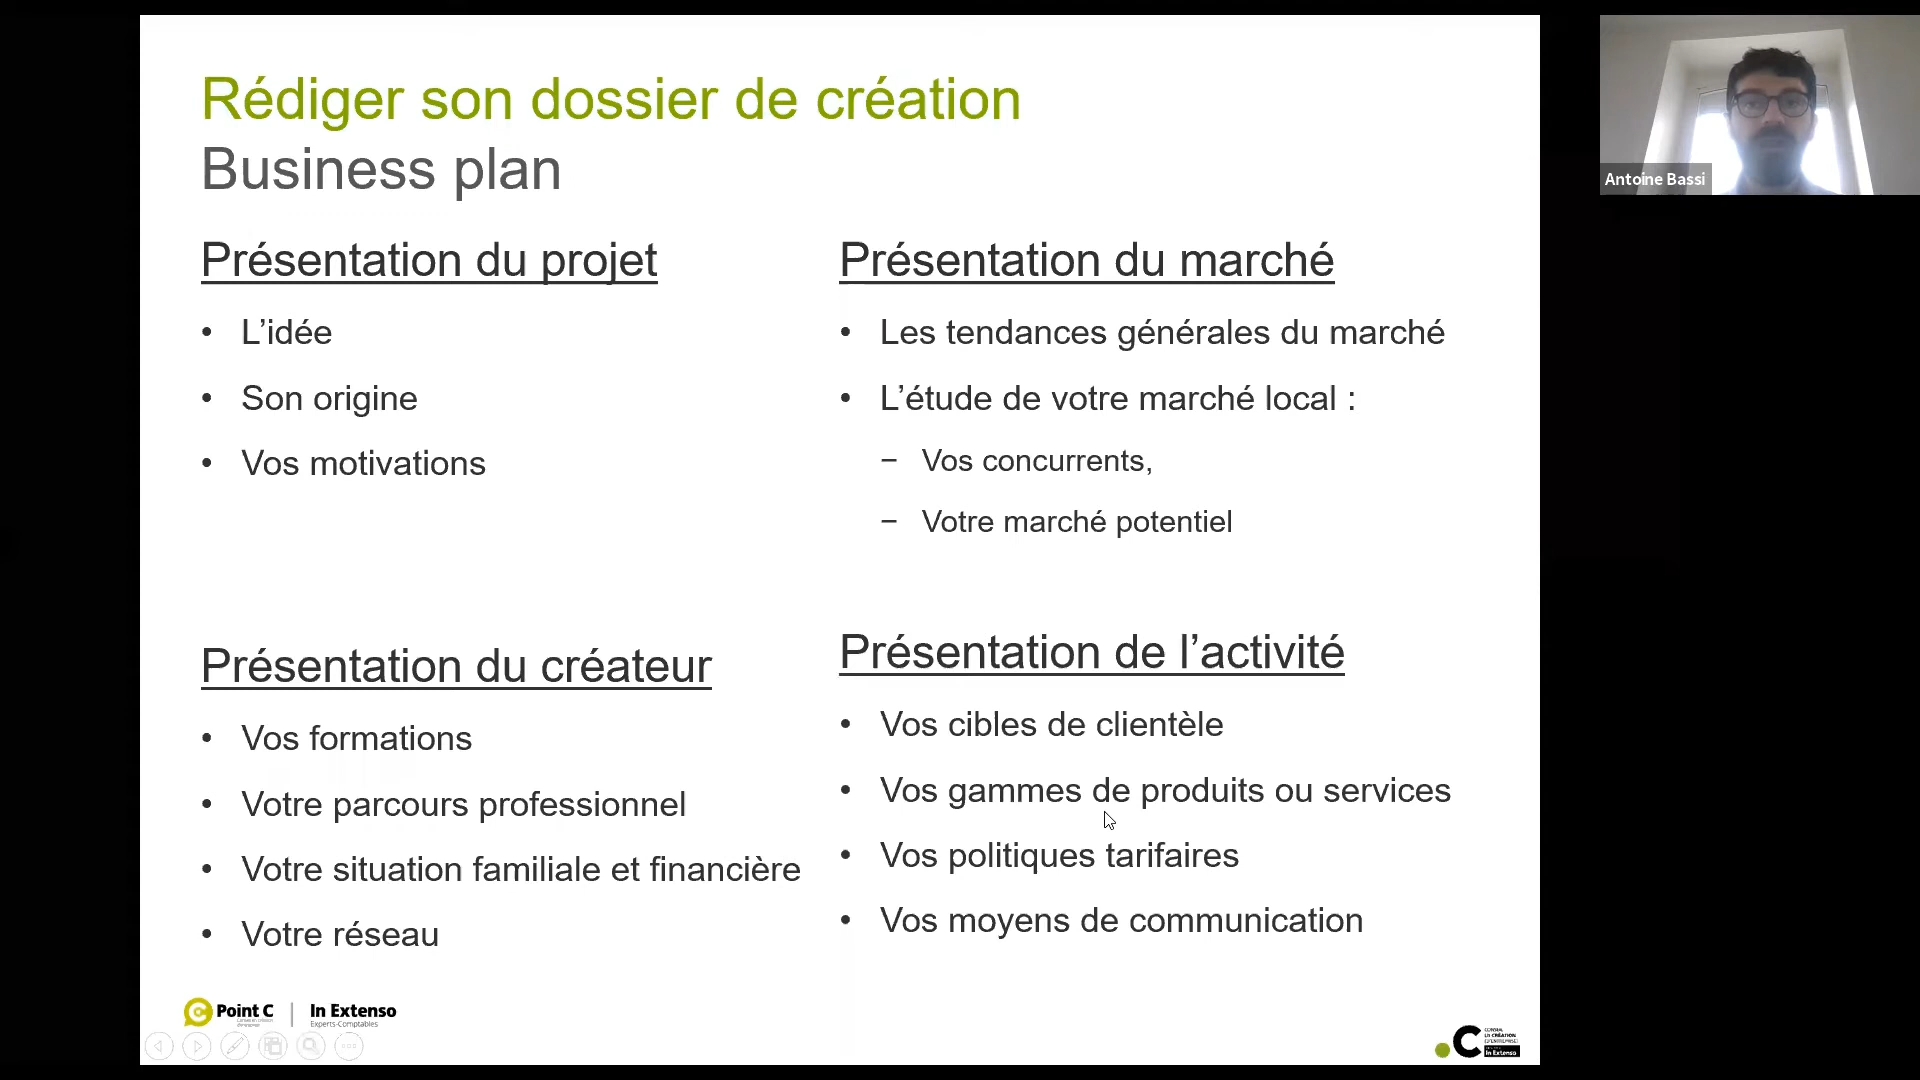 Rédiger son dossier de création
Business plan
Présentation du projet
• L’idée
• Son origine
• Vos motivations
Présentation du créateur
• Vos formations
• Votre parcours professionnel
• Votre situation familiale et financière
• Votre réseau
Présentation du marché
• Les tendances générales du marché
• L’étude de votre marché local :
− Vos concurrents,
− Votre marché potentiel
Présentation de l’activité
• Vos cibles de clientèle
• Vos gammes de produits ou services
• Vos politiques tarifaires
• Vos moyens de communication
Point C | In Extenso
Experts-Comptables
In Extenso
Antoine Bassi